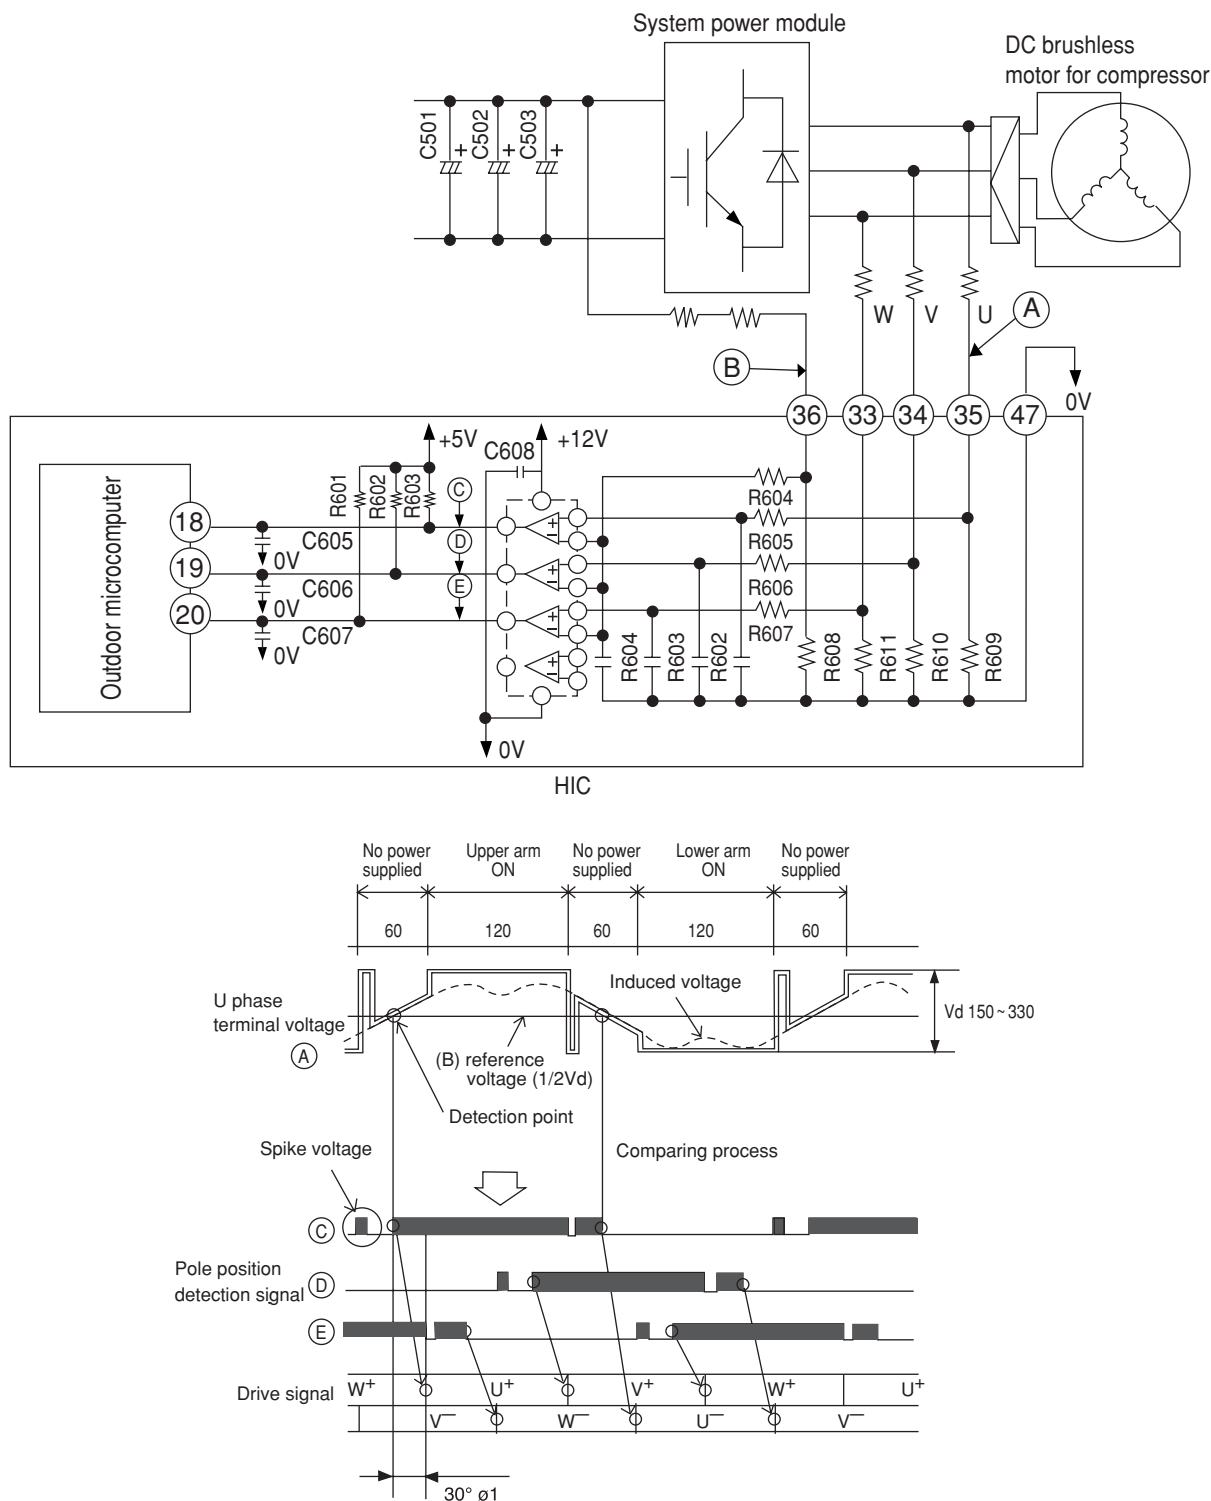 System power module
DC brushless
motor for compressor
C501
C502
C503
+
+
+
W
V
U
A
B
36
33
34
35
47
0V
+5V
C608
+12V
R601
R602
R603
C
R604
Outdoor microcomputer
18
C605
0V
D
R605
19
C606
0V
E
R606
20
C607
0V
R607
R604
R603
R602
R608
R611
R610
R609
+
−
+
−
+
−
+
−
0V
HIC
No power
supplied
Upper arm
ON
No power
supplied
Lower arm
ON
No power
supplied
60
120
60
120
60
U phase
terminal voltage
A
Induced voltage
Vd 150~330
(B) reference
voltage (1/2Vd)
Detection point
Spike voltage
Comparing process
C
Pole position
detection signal
D
E
Drive signal
W+
U+
V+
W+
U+
V−
W−
U−
V−
30° ø1